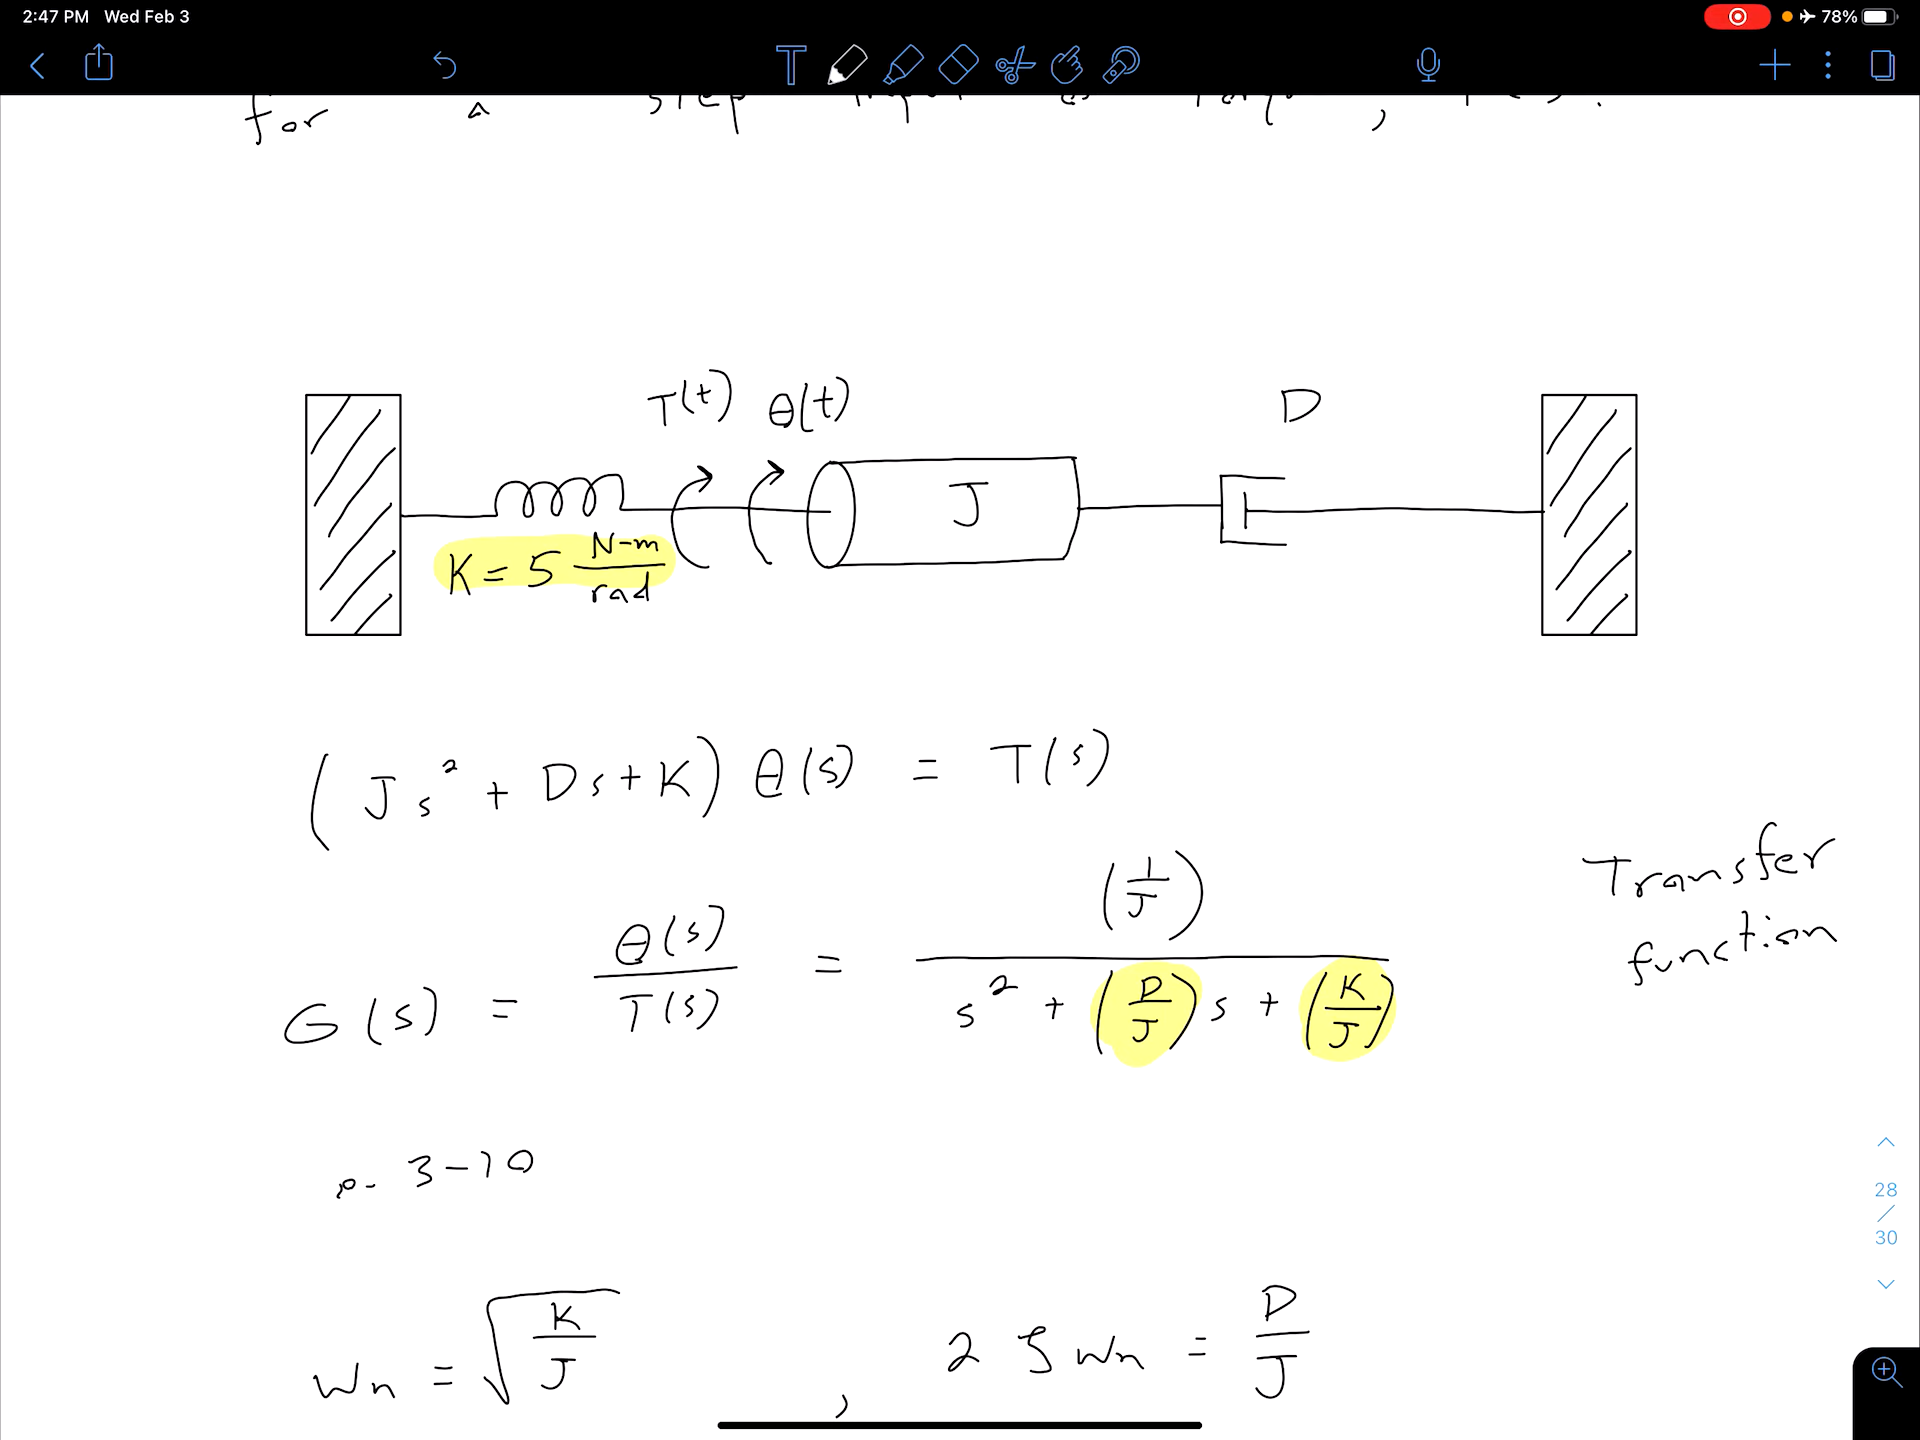 2:47 PM Wed Feb 3
78%
for a step
T(t) θ(t) D
J
K = 5 N-m/rad
(Js² + Ds + K) θ(s) = T(s)
G(s) = θ(s)/T(s) = (1/J) / (s² + (D/J)s + (K/J))
Transfer
function
p. 3-10
28
/
30
Wn = √(K/J) , 2 ζ Wn = D/J